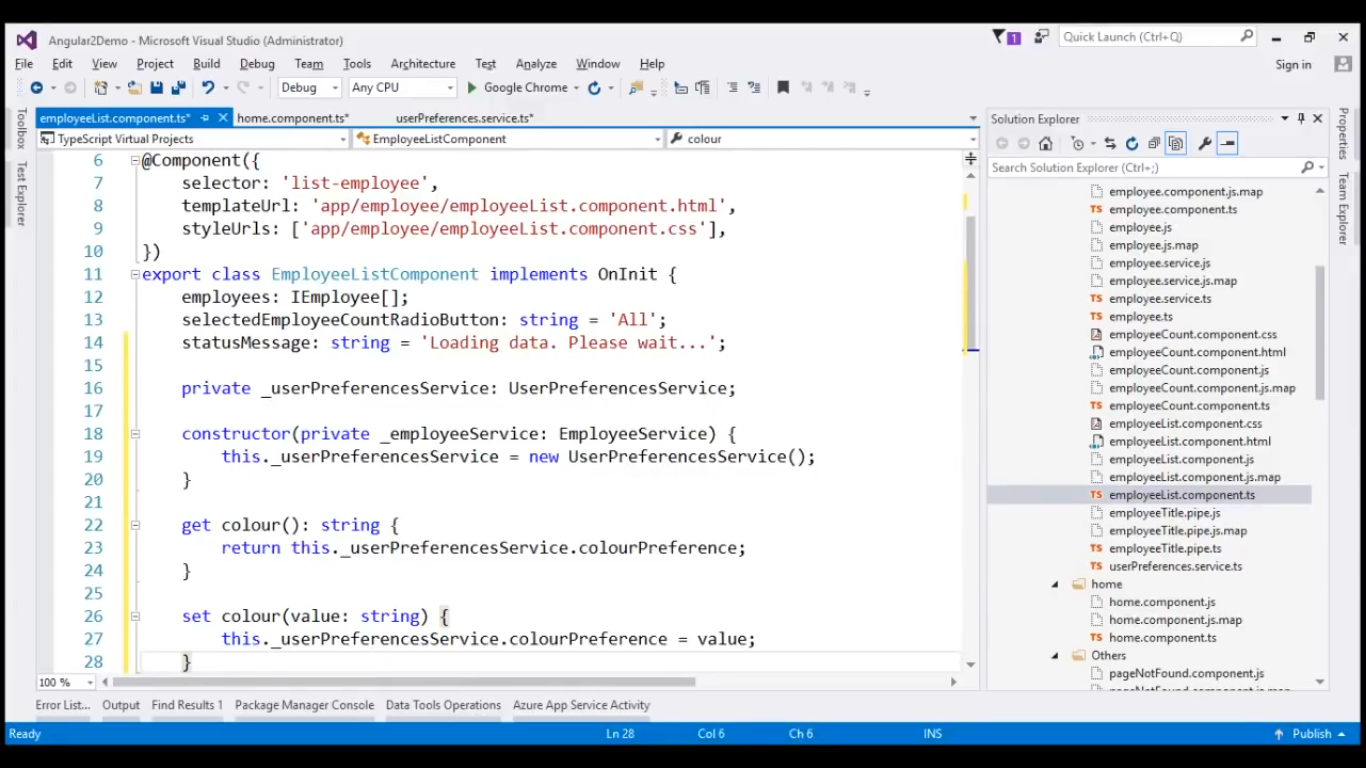 Angular2Demo - Microsoft Visual Studio (Administrator)
1
Quick Launch (Ctrl+Q)
File Edit View Project Build Debug Team Tools Architecture Test Analyze Window Help
Sign in
Debug Any CPU Google Chrome
Toolbox
Test Explorer
employeeList.component.ts* home.component.ts* userPreferences.service.ts*
TypeScript Virtual Projects EmployeeListComponent colour
6 @Component({
7 selector: 'list-employee',
8 templateUrl: 'app/employee/employeeList.component.html',
9 styleUrls: ['app/employee/employeeList.component.css'],
10 })
11 export class EmployeeListComponent implements OnInit {
12 employees: IEmployee[];
13 selectedEmployeeCountRadioButton: string = 'All';
14 statusMessage: string = 'Loading data. Please wait...';
15
16 private _userPreferencesService: UserPreferencesService;
17
18 constructor(private _employeeService: EmployeeService) {
19 this._userPreferencesService = new UserPreferencesService();
20 }
21
22 get colour(): string {
23 return this._userPreferencesService.colourPreference;
24 }
25
26 set colour(value: string) {
27 this._userPreferencesService.colourPreference = value;
28 }
100 %
Solution Explorer
Search Solution Explorer (Ctrl+;)
employee.component.js.map
TS employee.component.ts
employee.js
employee.js.map
employee.service.js
employee.service.js.map
TS employee.service.ts
TS employee.ts
employeeCount.component.css
employeeCount.component.html
employeeCount.component.js
employeeCount.component.js.map
TS employeeCount.component.ts
employeeList.component.css
employeeList.component.html
employeeList.component.js
employeeList.component.js.map
TS employeeList.component.ts
employeeTitle.pipe.js
employeeTitle.pipe.js.map
TS employeeTitle.pipe.ts
TS userPreferences.service.ts
home
home.component.js
home.component.js.map
TS home.component.ts
Others
pageNotFound.component.js
pageNotFound.component.js.map
Properties
Team Explorer
Error List... Output Find Results 1 Package Manager Console Data Tools Operations Azure App Service Activity
Ready Ln 28 Col 6 Ch 6 INS Publish